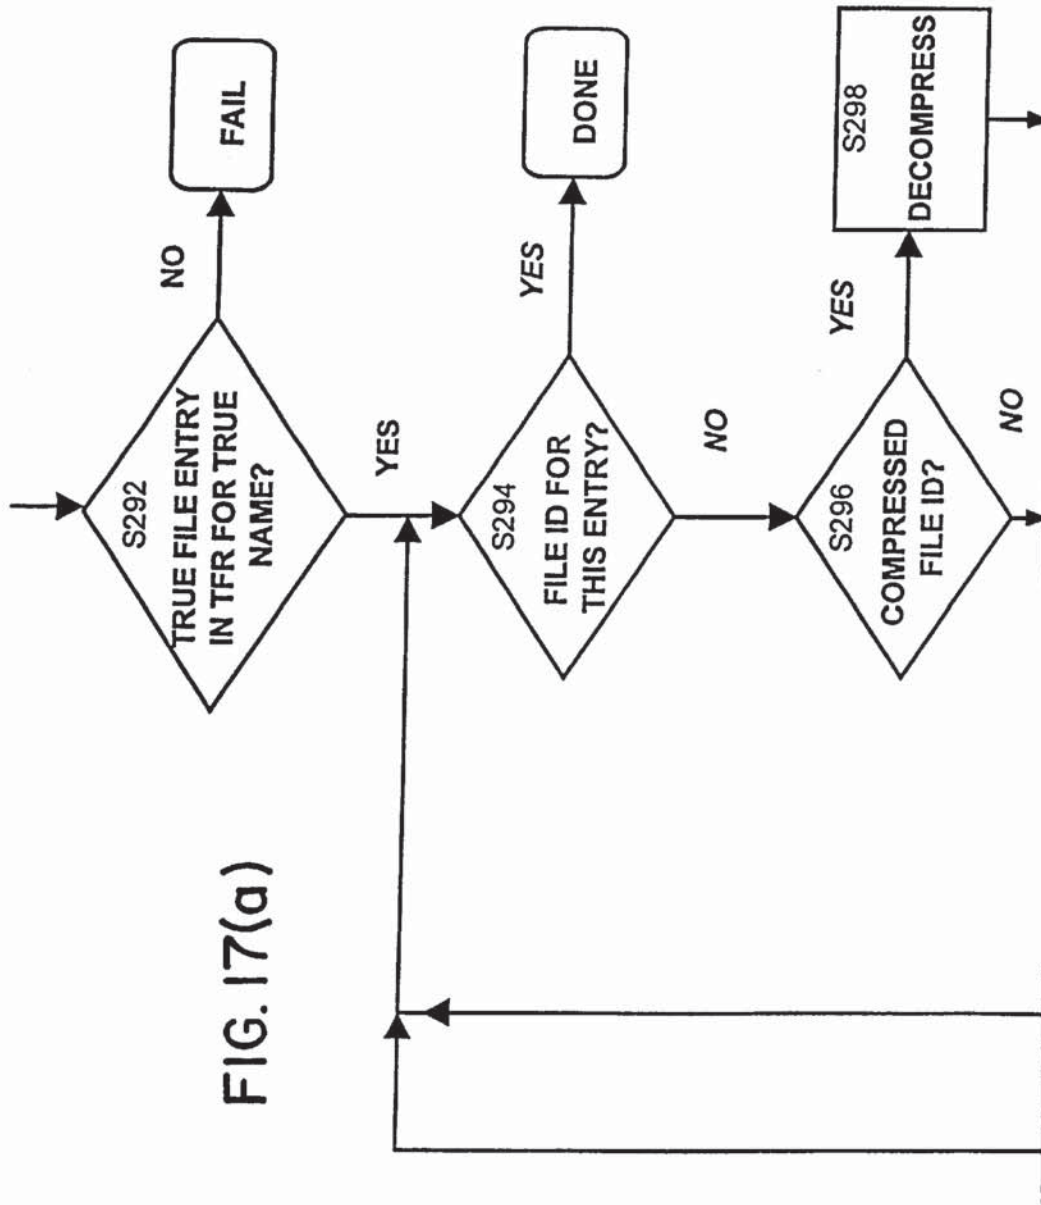 FIG. 17(a)
S292
TRUE FILE ENTRY
IN TFR FOR TRUE
NAME?
NO
FAIL
YES
S294
FILE ID FOR
THIS ENTRY?
YES
DONE
NO
S296
COMPRESSED
FILE ID?
YES
S298
DECOMPRESS
NO